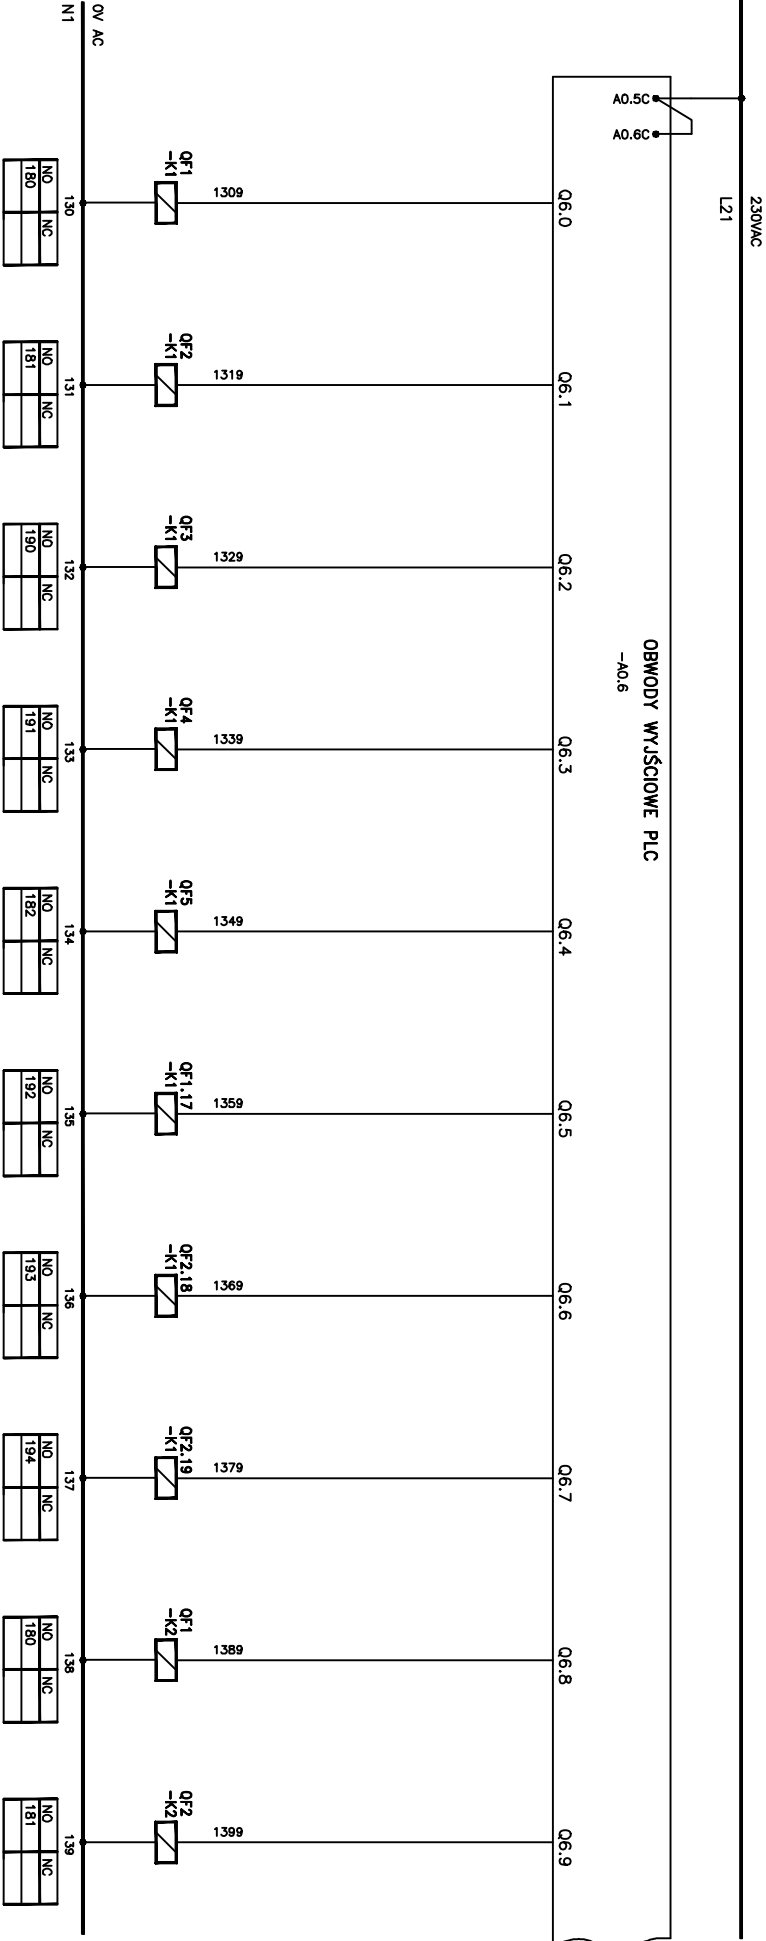 230VAC
L21
A0.5C
A0.6C
OBWODY WYJŚCIOWE PLC
-A0.6
Q6.0
Q6.1
Q6.2
Q6.3
Q6.4
Q6.5
Q6.6
Q6.7
Q6.8
Q6.9
1309
1319
1329
1339
1349
1359
1369
1379
1389
1399
QF1
-K1
QF2
-K1
QF3
-K1
QF4
-K1
QF5
-K1
QF1.17
-K1
QF2.18
-K1
QF2.19
-K1
QF1
-K2
QF2
-K2
0V AC
N1
130
131
132
133
134
135
136
137
138
139
NO NC
180
NO NC
181
NO NC
190
NO NC
191
NO NC
182
NO NC
192
NO NC
193
NO NC
194
NO NC
180
NO NC
181